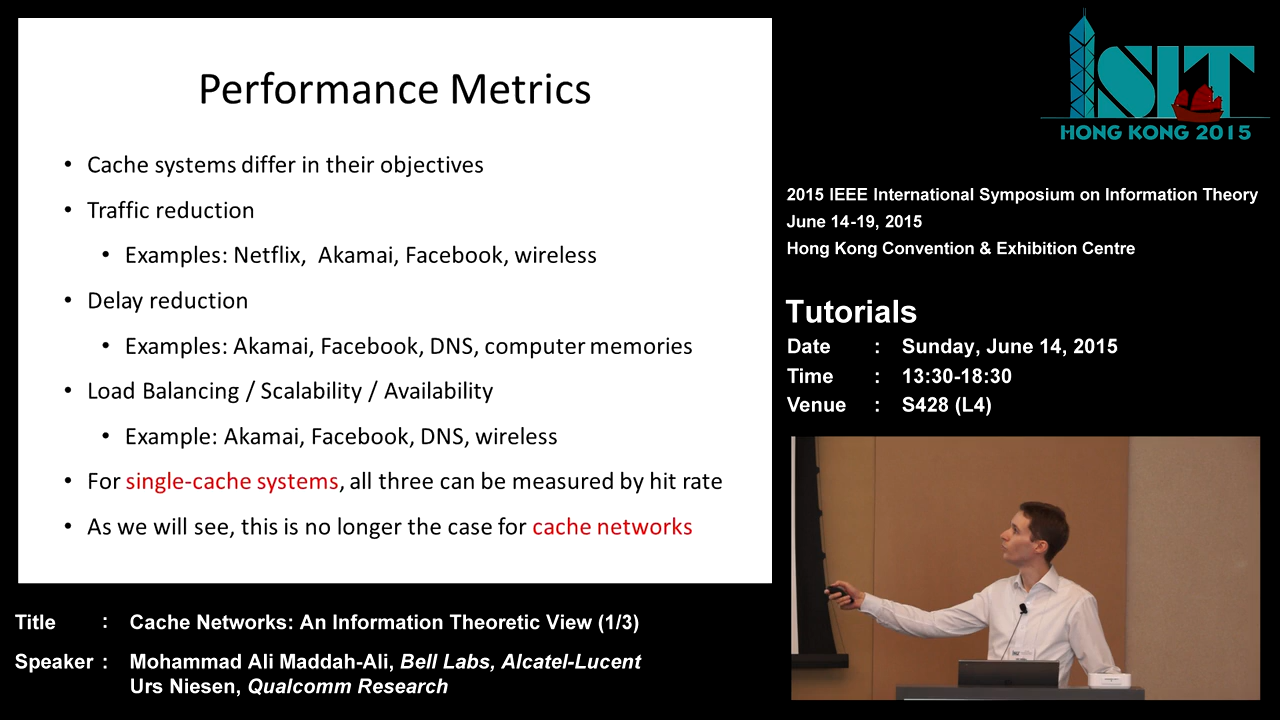 Performance Metrics
• Cache systems differ in their objectives
• Traffic reduction
• Examples: Netflix, Akamai, Facebook, wireless
• Delay reduction
• Examples: Akamai, Facebook, DNS, computer memories
• Load Balancing / Scalability / Availability
• Example: Akamai, Facebook, DNS, wireless
• For single-cache systems, all three can be measured by hit rate
• As we will see, this is no longer the case for cache networks
ISIT
HONG KONG 2015
2015 IEEE International Symposium on Information Theory
June 14-19, 2015
Hong Kong Convention & Exhibition Centre
Tutorials
Date : Sunday, June 14, 2015
Time : 13:30-18:30
Venue : S428 (L4)
Title : Cache Networks: An Information Theoretic View (1/3)
Speaker : Mohammad Ali Maddah-Ali, Bell Labs, Alcatel-Lucent
Urs Niesen, Qualcomm Research